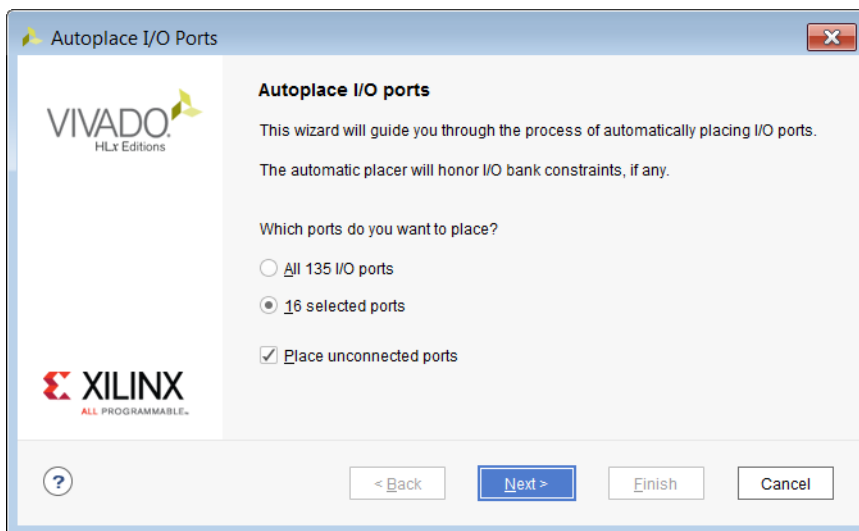 Autoplace I/O Ports
VIVADO.
HLx Editions
Autoplace I/O ports
This wizard will guide you through the process of automatically placing I/O ports.
The automatic placer will honor I/O bank constraints, if any.
Which ports do you want to place?
All 135 I/O ports
16 selected ports
Place unconnected ports
XILINX
ALL PROGRAMMABLE™
? < Back Next > Finish Cancel